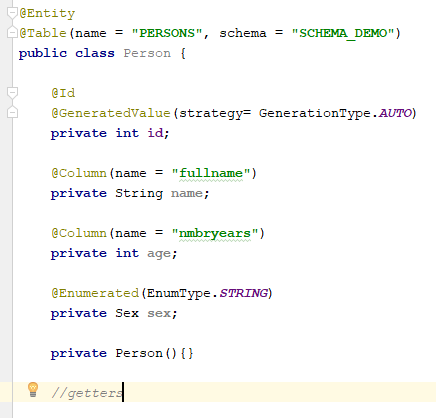 @Entity
@Table(name = "PERSONS", schema = "SCHEMA_DEMO")
public class Person {
@Id
@GeneratedValue(strategy= GenerationType.AUTO)
private int id;
@Column(name = "fullname")
private String name;
@Column(name = "nmbryears")
private int age;
@Enumerated(EnumType.STRING)
private Sex sex;
private Person(){}
//getters